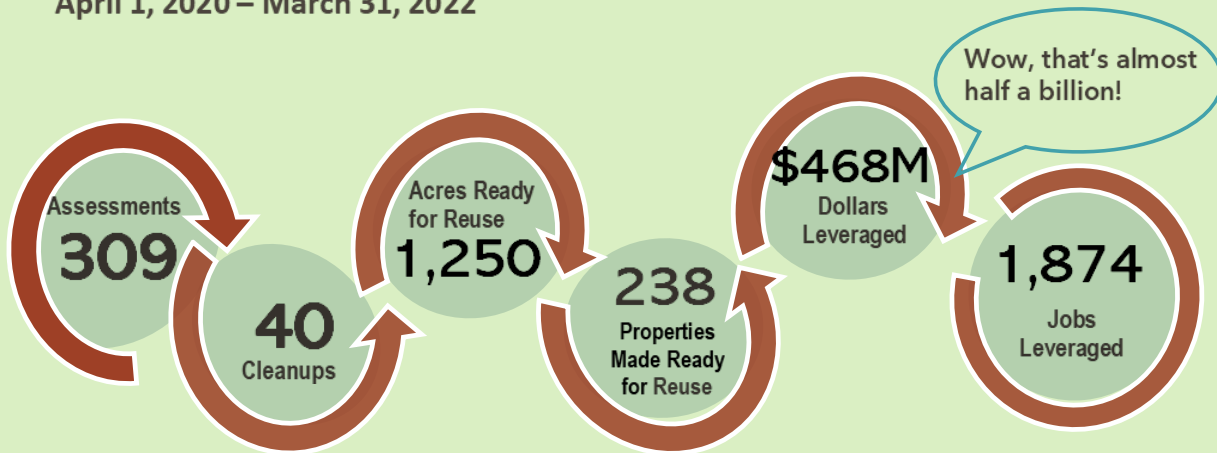 April 1, 2020 – March 31, 2022
Wow, that's almost
half a billion!
Assessments
309
40
Cleanups
Acres Ready
for Reuse
1,250
238
Properties
Made Ready
for Reuse
$468M
Dollars
Leveraged
1,874
Jobs
Leveraged